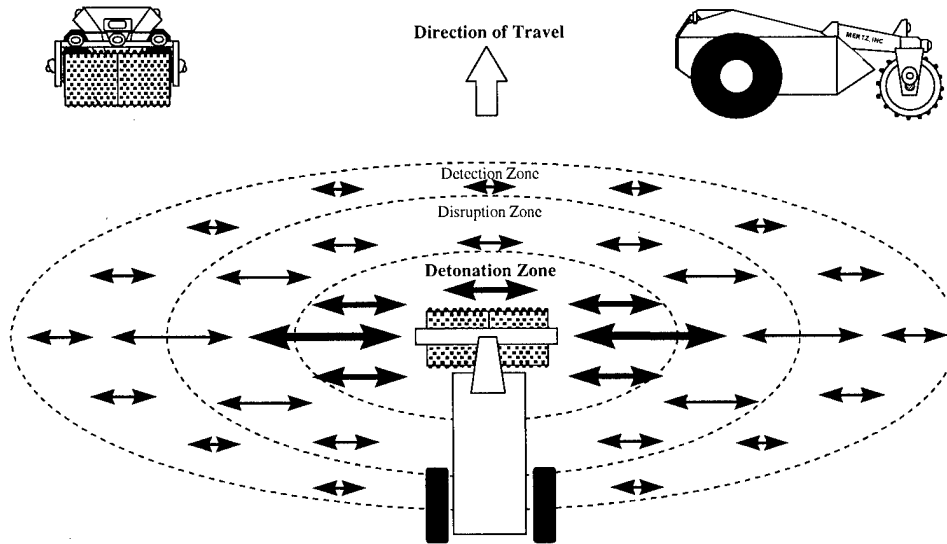 Direction of Travel
MERTZ, INC
Detection Zone
Disruption Zone
Detonation Zone